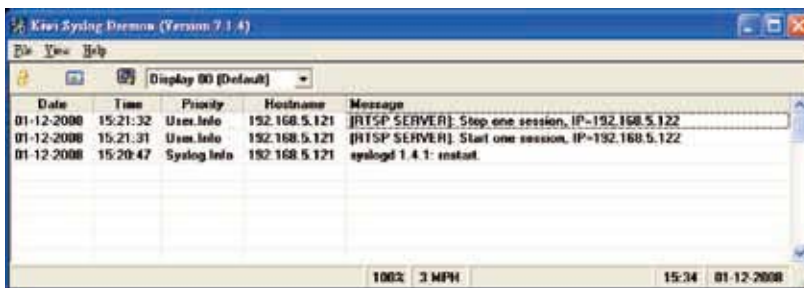 Kiwi Syslog Daemon (Version 7.1.4)
File View Help
Display 00 (Default)
Date Time Priority Hostname Message
01-12-2008 15:21:32 User.Info 192.168.5.121 [RTSP SERVER]: Stop one session, IP=192.168.5.122
01-12-2008 15:21:31 User.Info 192.168.5.121 [RTSP SERVER]: Start one session, IP=192.168.5.122
01-12-2008 15:20:47 Syslog.Info 192.168.5.121 syslogd 1.4.1: restart.
100% 3 MPH 15:34 01-12-2008